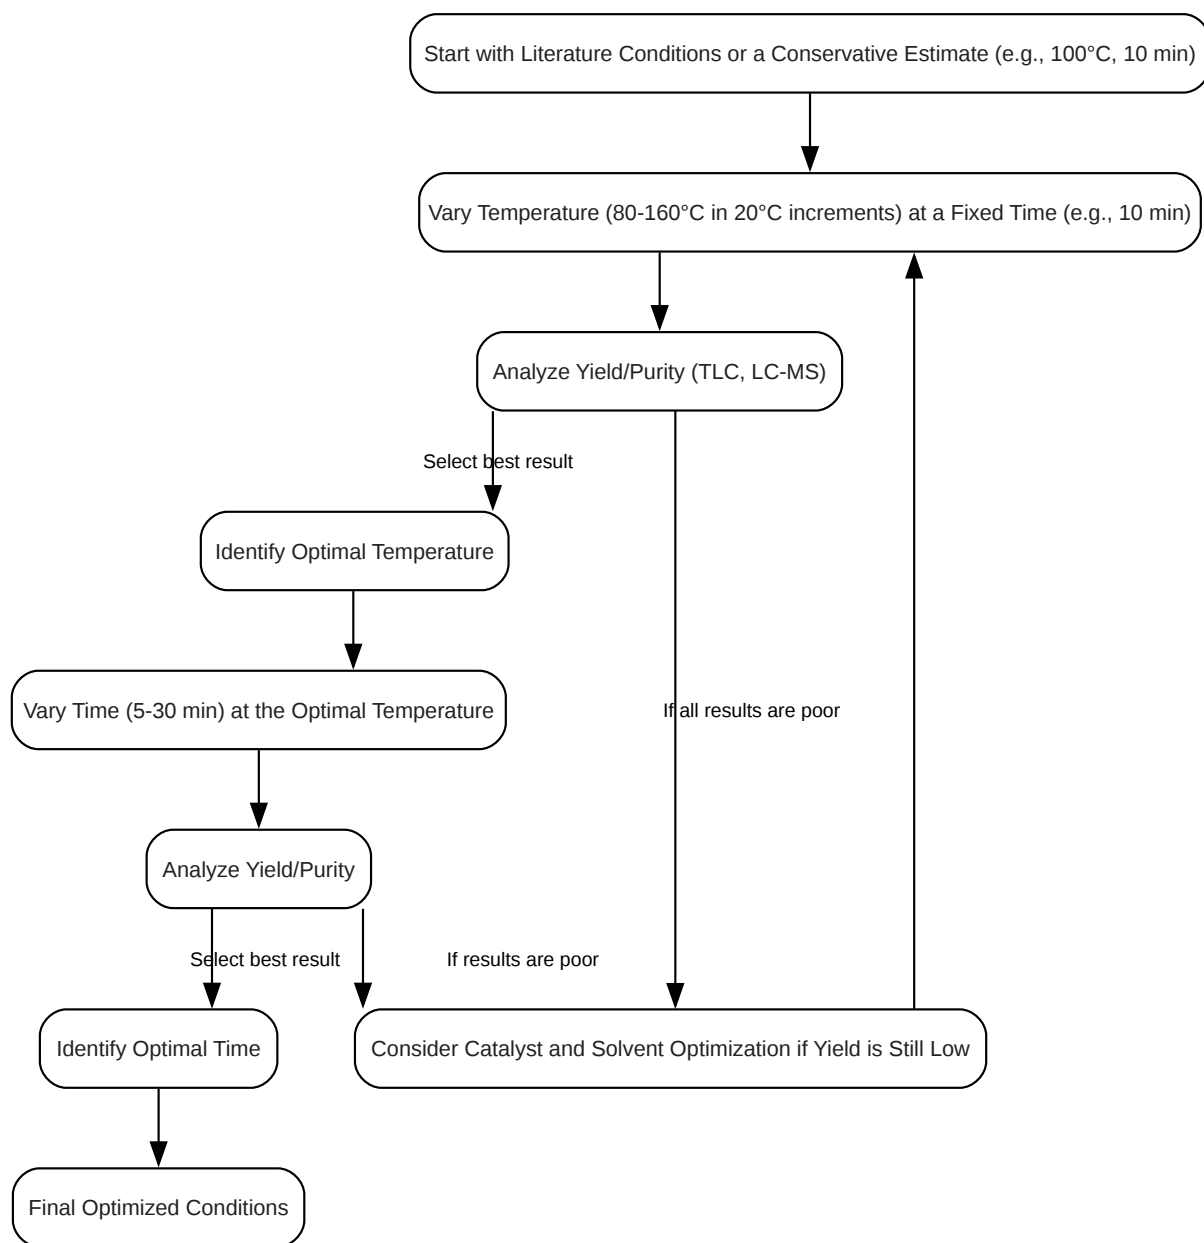 Start with Literature Conditions or a Conservative Estimate (e.g., 100°C, 10 min)
Vary Temperature (80-160°C in 20°C increments) at a Fixed Time (e.g., 10 min)
Analyze Yield/Purity (TLC, LC-MS)
Select best result
Identify Optimal Temperature
Vary Time (5-30 min) at the Optimal Temperature
If all results are poor
Analyze Yield/Purity
Select best result
If results are poor
Identify Optimal Time
Consider Catalyst and Solvent Optimization if Yield is Still Low
Final Optimized Conditions